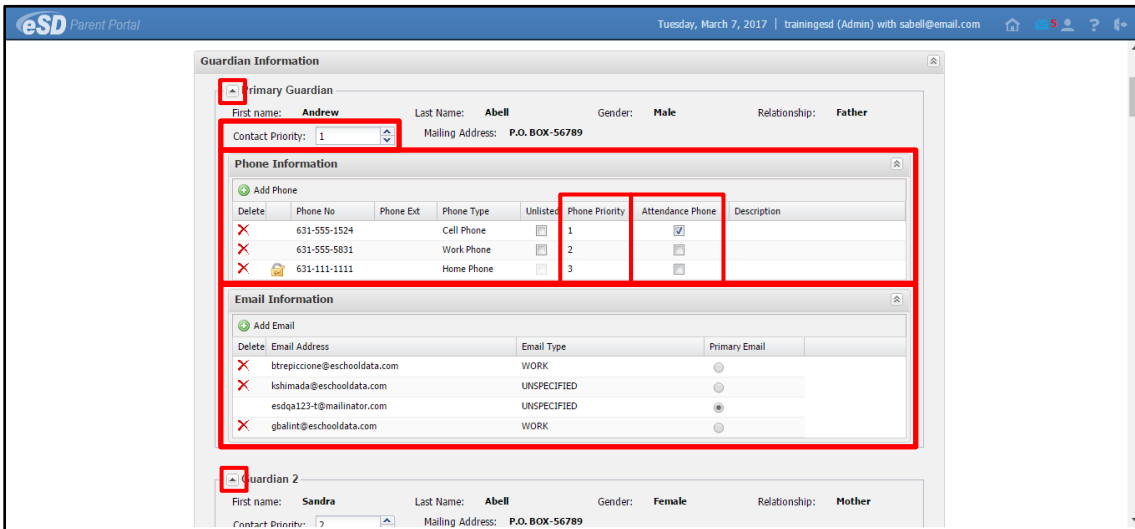 eSD Parent Portal
Tuesday, March 7, 2017 | trainingesd (Admin) with sabell@email.com 5 ?
Guardian Information
Primary Guardian
First name: Andrew Last Name: Abell Gender: Male Relationship: Father
Contact Priority: 1 Mailing Address: P.O. BOX-56789
Phone Information
Add Phone
Delete Phone No Phone Ext Phone Type Unlisted Phone Priority Attendance Phone Description
631-555-1524 Cell Phone 1
631-555-5831 Work Phone 2
631-111-1111 Home Phone 3
Email Information
Add Email
Delete Email Address Email Type Primary Email
btrepiccione@eschooldata.com WORK
kshimada@eschooldata.com UNSPECIFIED
esdqa123-t@mailinator.com UNSPECIFIED
gbalint@eschooldata.com WORK
Guardian 2
First name: Sandra Last Name: Abell Gender: Female Relationship: Mother
Contact Priority: 2 Mailing Address: P.O. BOX-56789